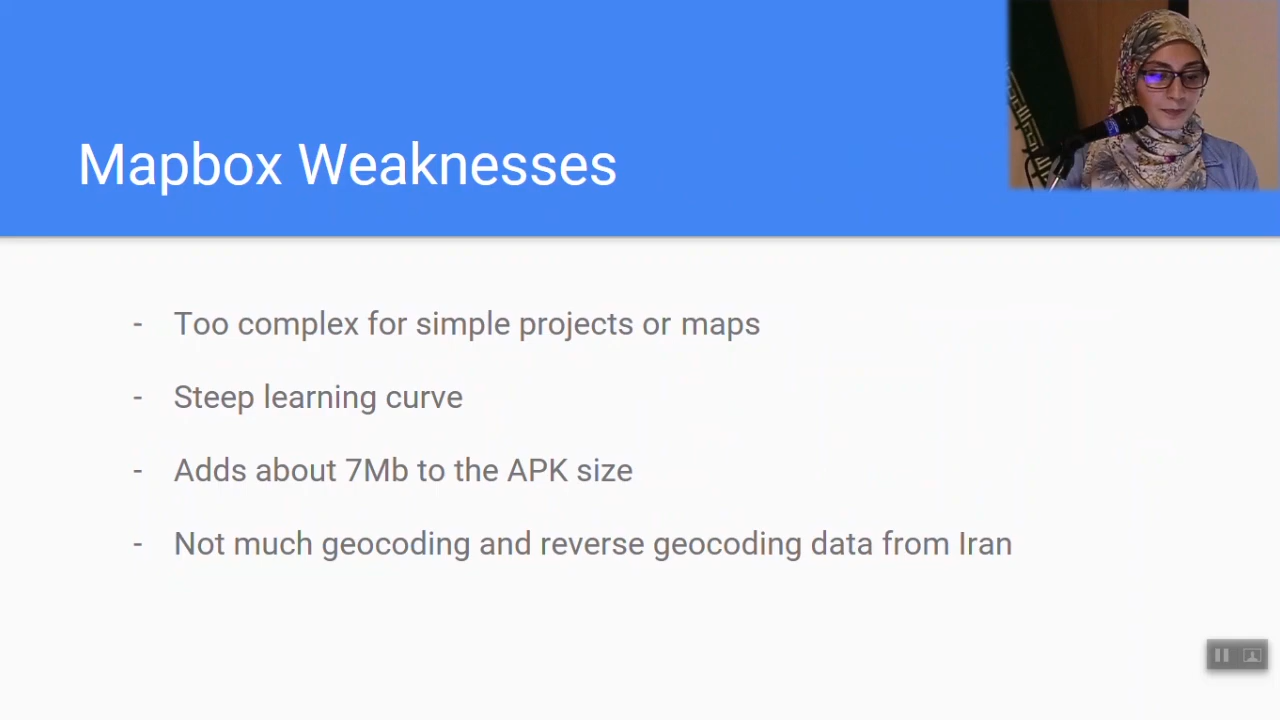 Mapbox Weaknesses
- Too complex for simple projects or maps
- Steep learning curve
- Adds about 7Mb to the APK size
- Not much geocoding and reverse geocoding data from Iran